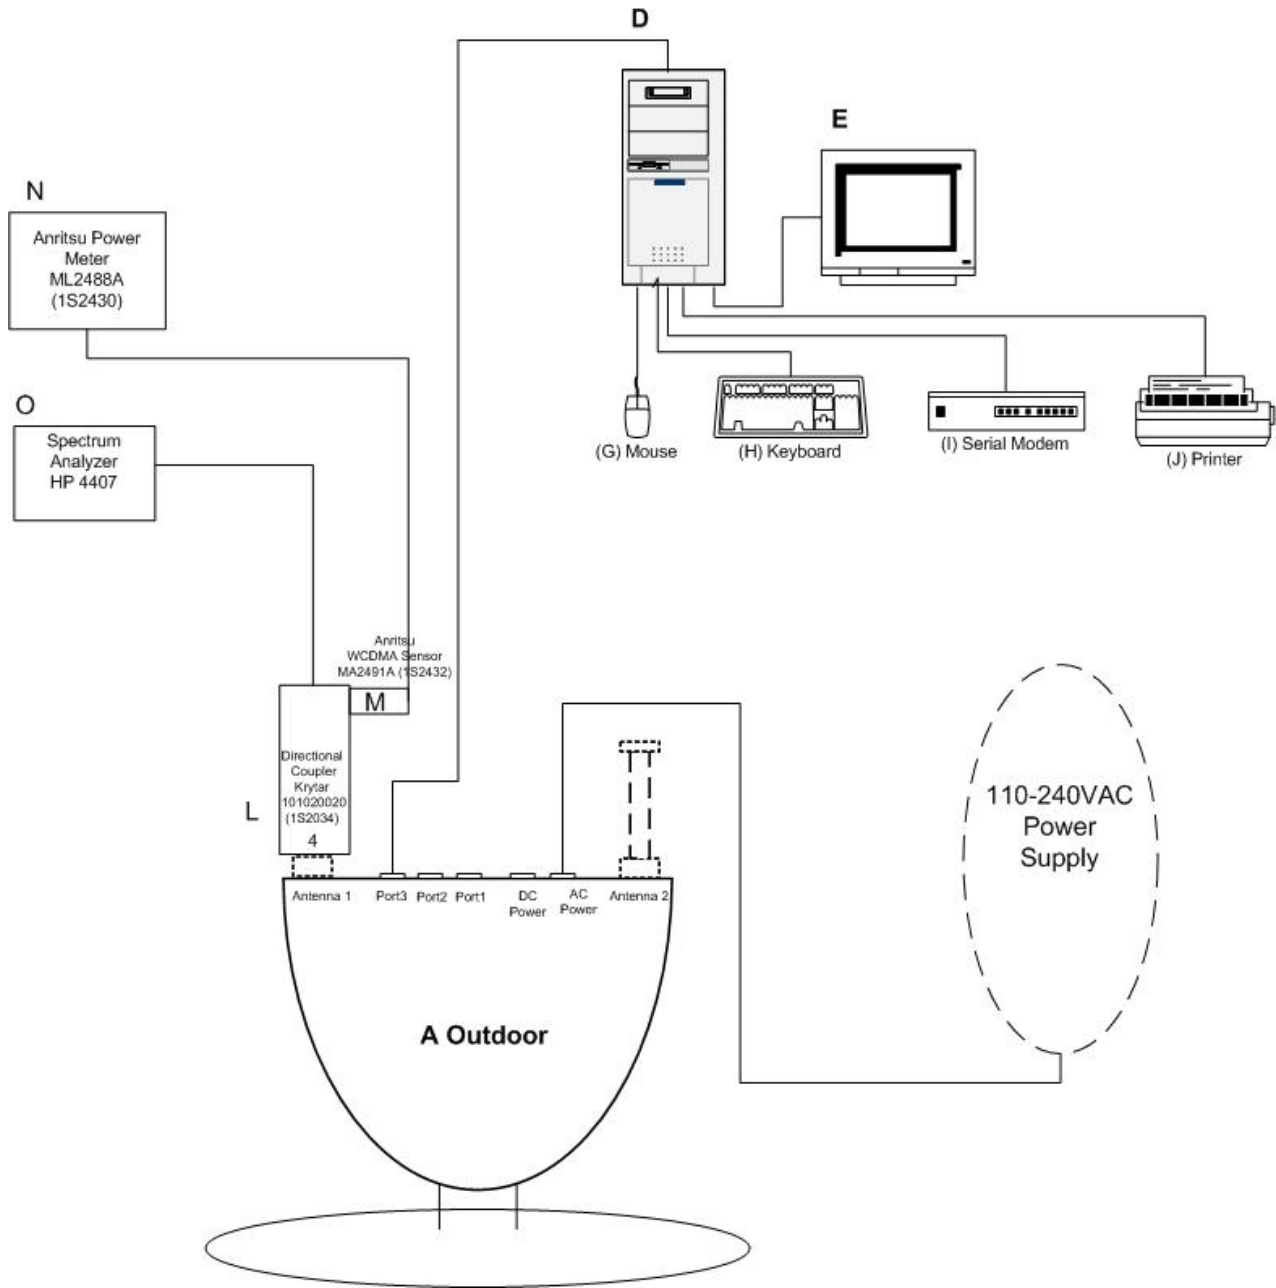 D
E
N
Anritsu Power
Meter
ML2488A
(1S2430)
O
Spectrum
Analyzer
HP 4407
(G) Mouse
(H) Keyboard
(I) Serial Modem
(J) Printer
Anritsu
WCDMA Sensor
MA2491A (1S2432)
M
Directional
Coupler
Krytar
101020020
(1S2034)
4
L
110-240VAC
Power
Supply
Antenna 1
Port3
Port2
Port1
DC
Power
AC
Power
Antenna 2
A Outdoor